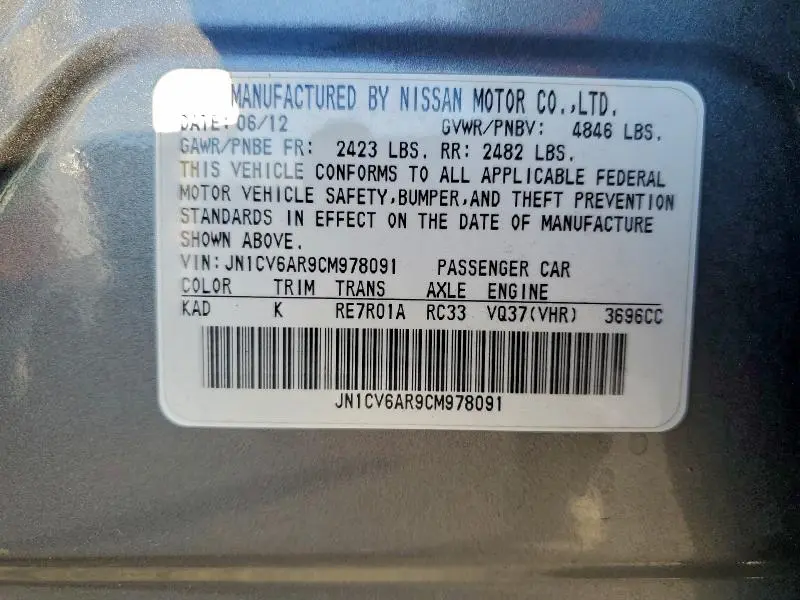 MANUFACTURED BY NISSAN MOTOR CO.,LTD.
DATE: 06/12 GVWR/PNBV: 4846 LBS.
GAWR/PNBE FR: 2423 LBS. RR: 2482 LBS.
THIS VEHICLE CONFORMS TO ALL APPLICABLE FEDERAL
MOTOR VEHICLE SAFETY,BUMPER,AND THEFT PREVENTION
STANDARDS IN EFFECT ON THE DATE OF MANUFACTURE
SHOWN ABOVE.
VIN:JN1CV6AR9CM978091 PASSENGER CAR
COLOR TRIM TRANS AXLE ENGINE
KAD K RE7R01A RC33 VQ37(VHR) 3696CC
JN1CV6AR9CM978091